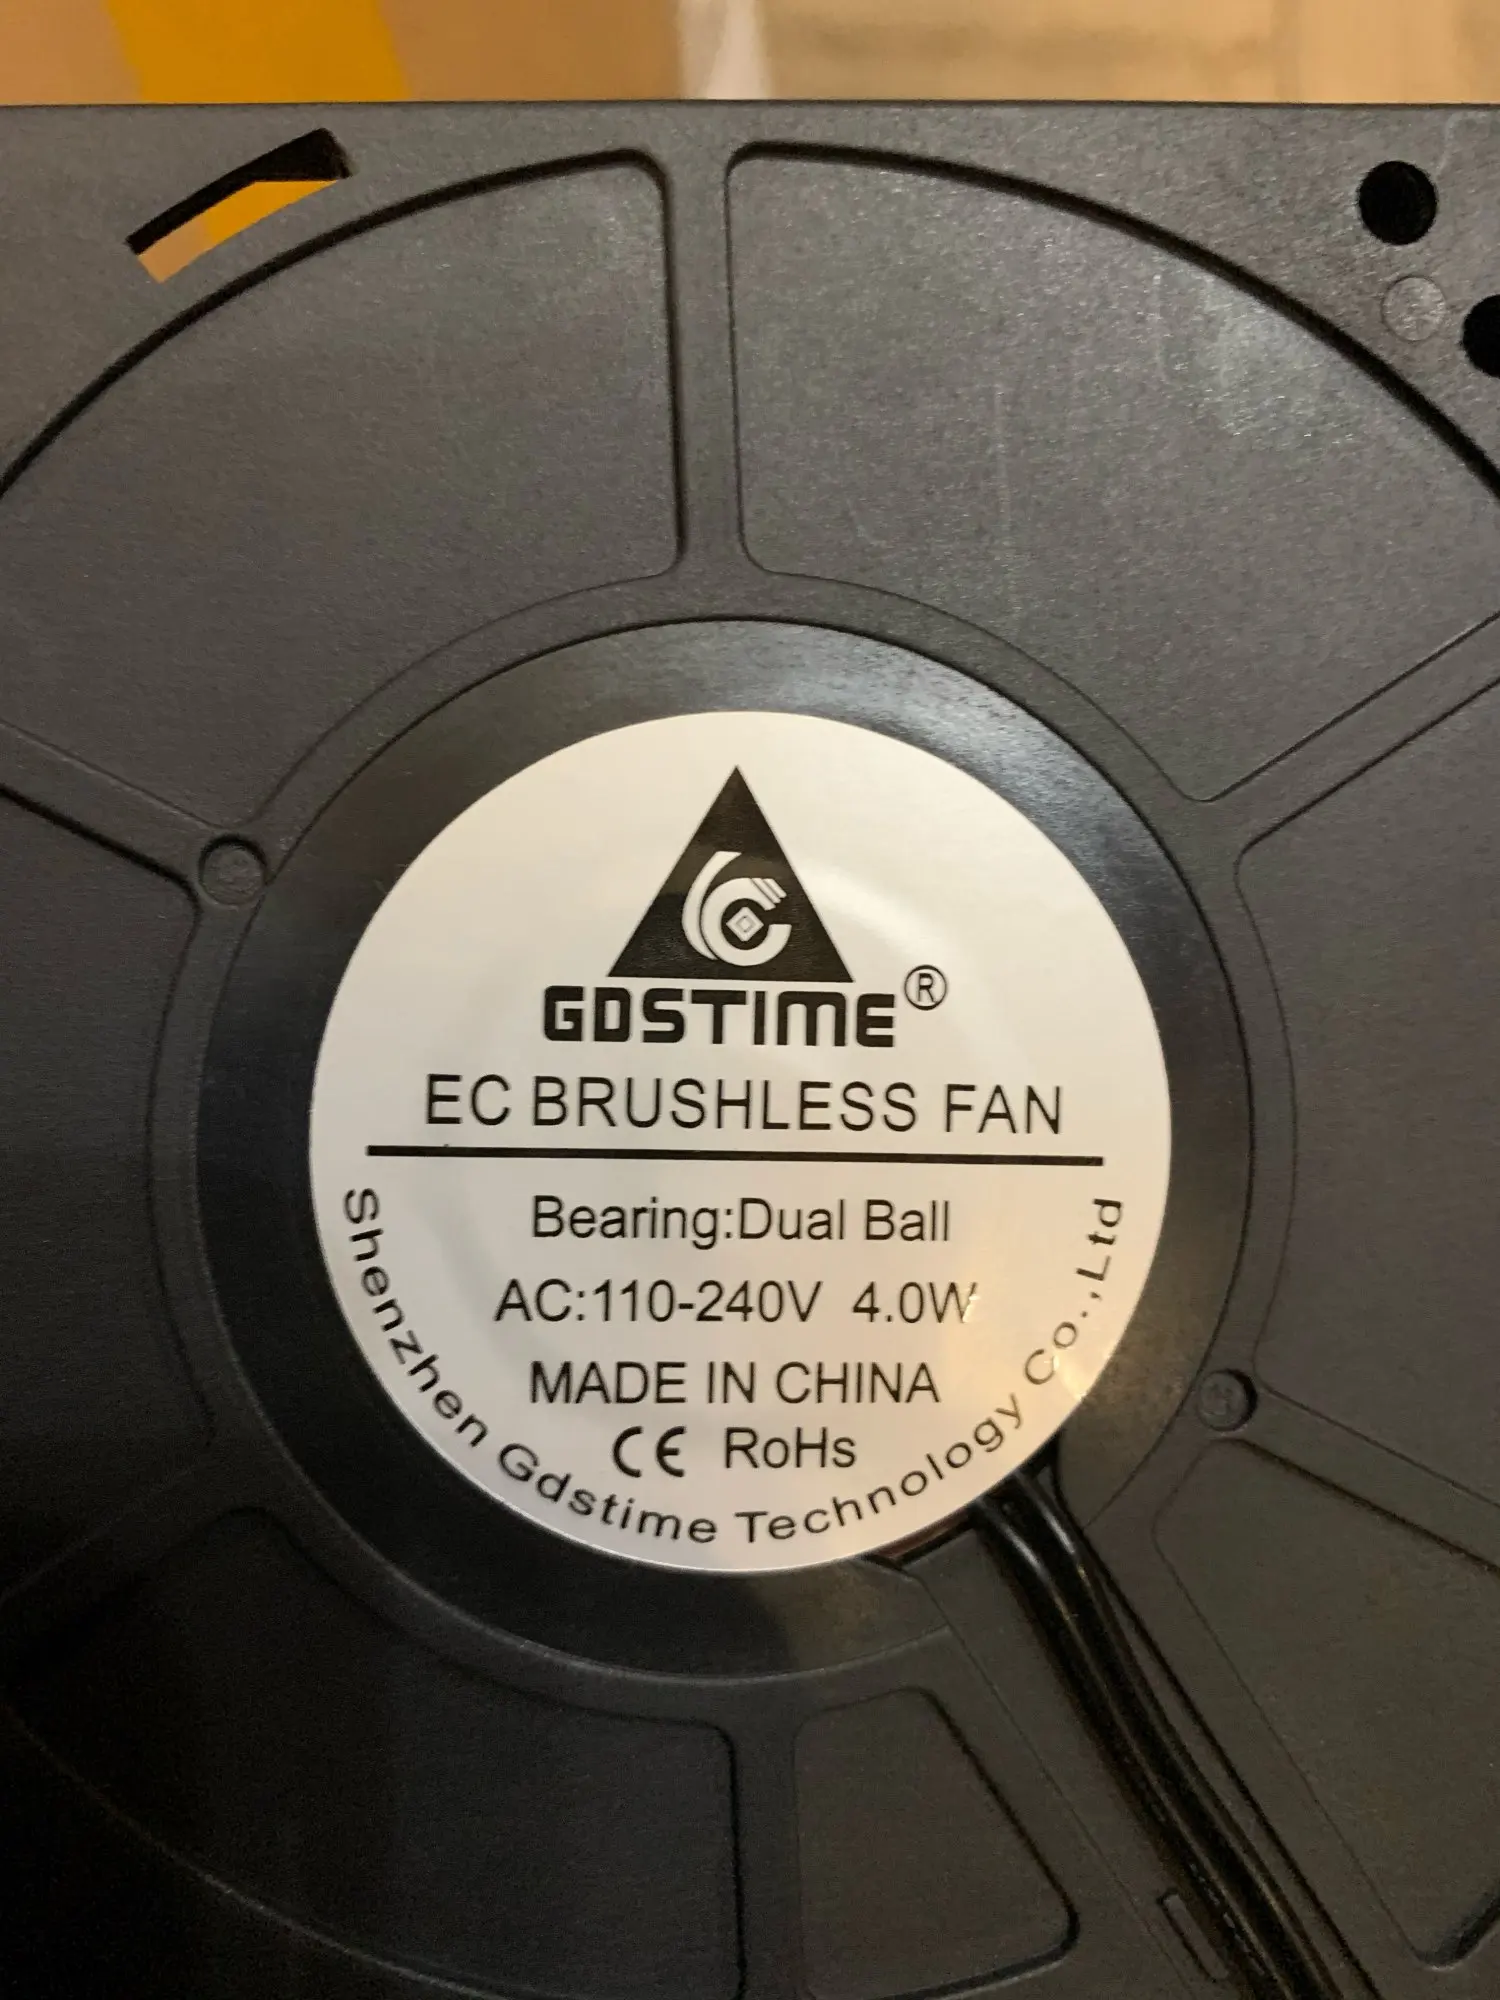 GDSTIME®
EC BRUSHLESS FAN
Bearing:Dual Ball
AC:110-240V 4.0W
MADE IN CHINA
CE RoHs
Shenzhen Gdstime Technology Co.,Ltd